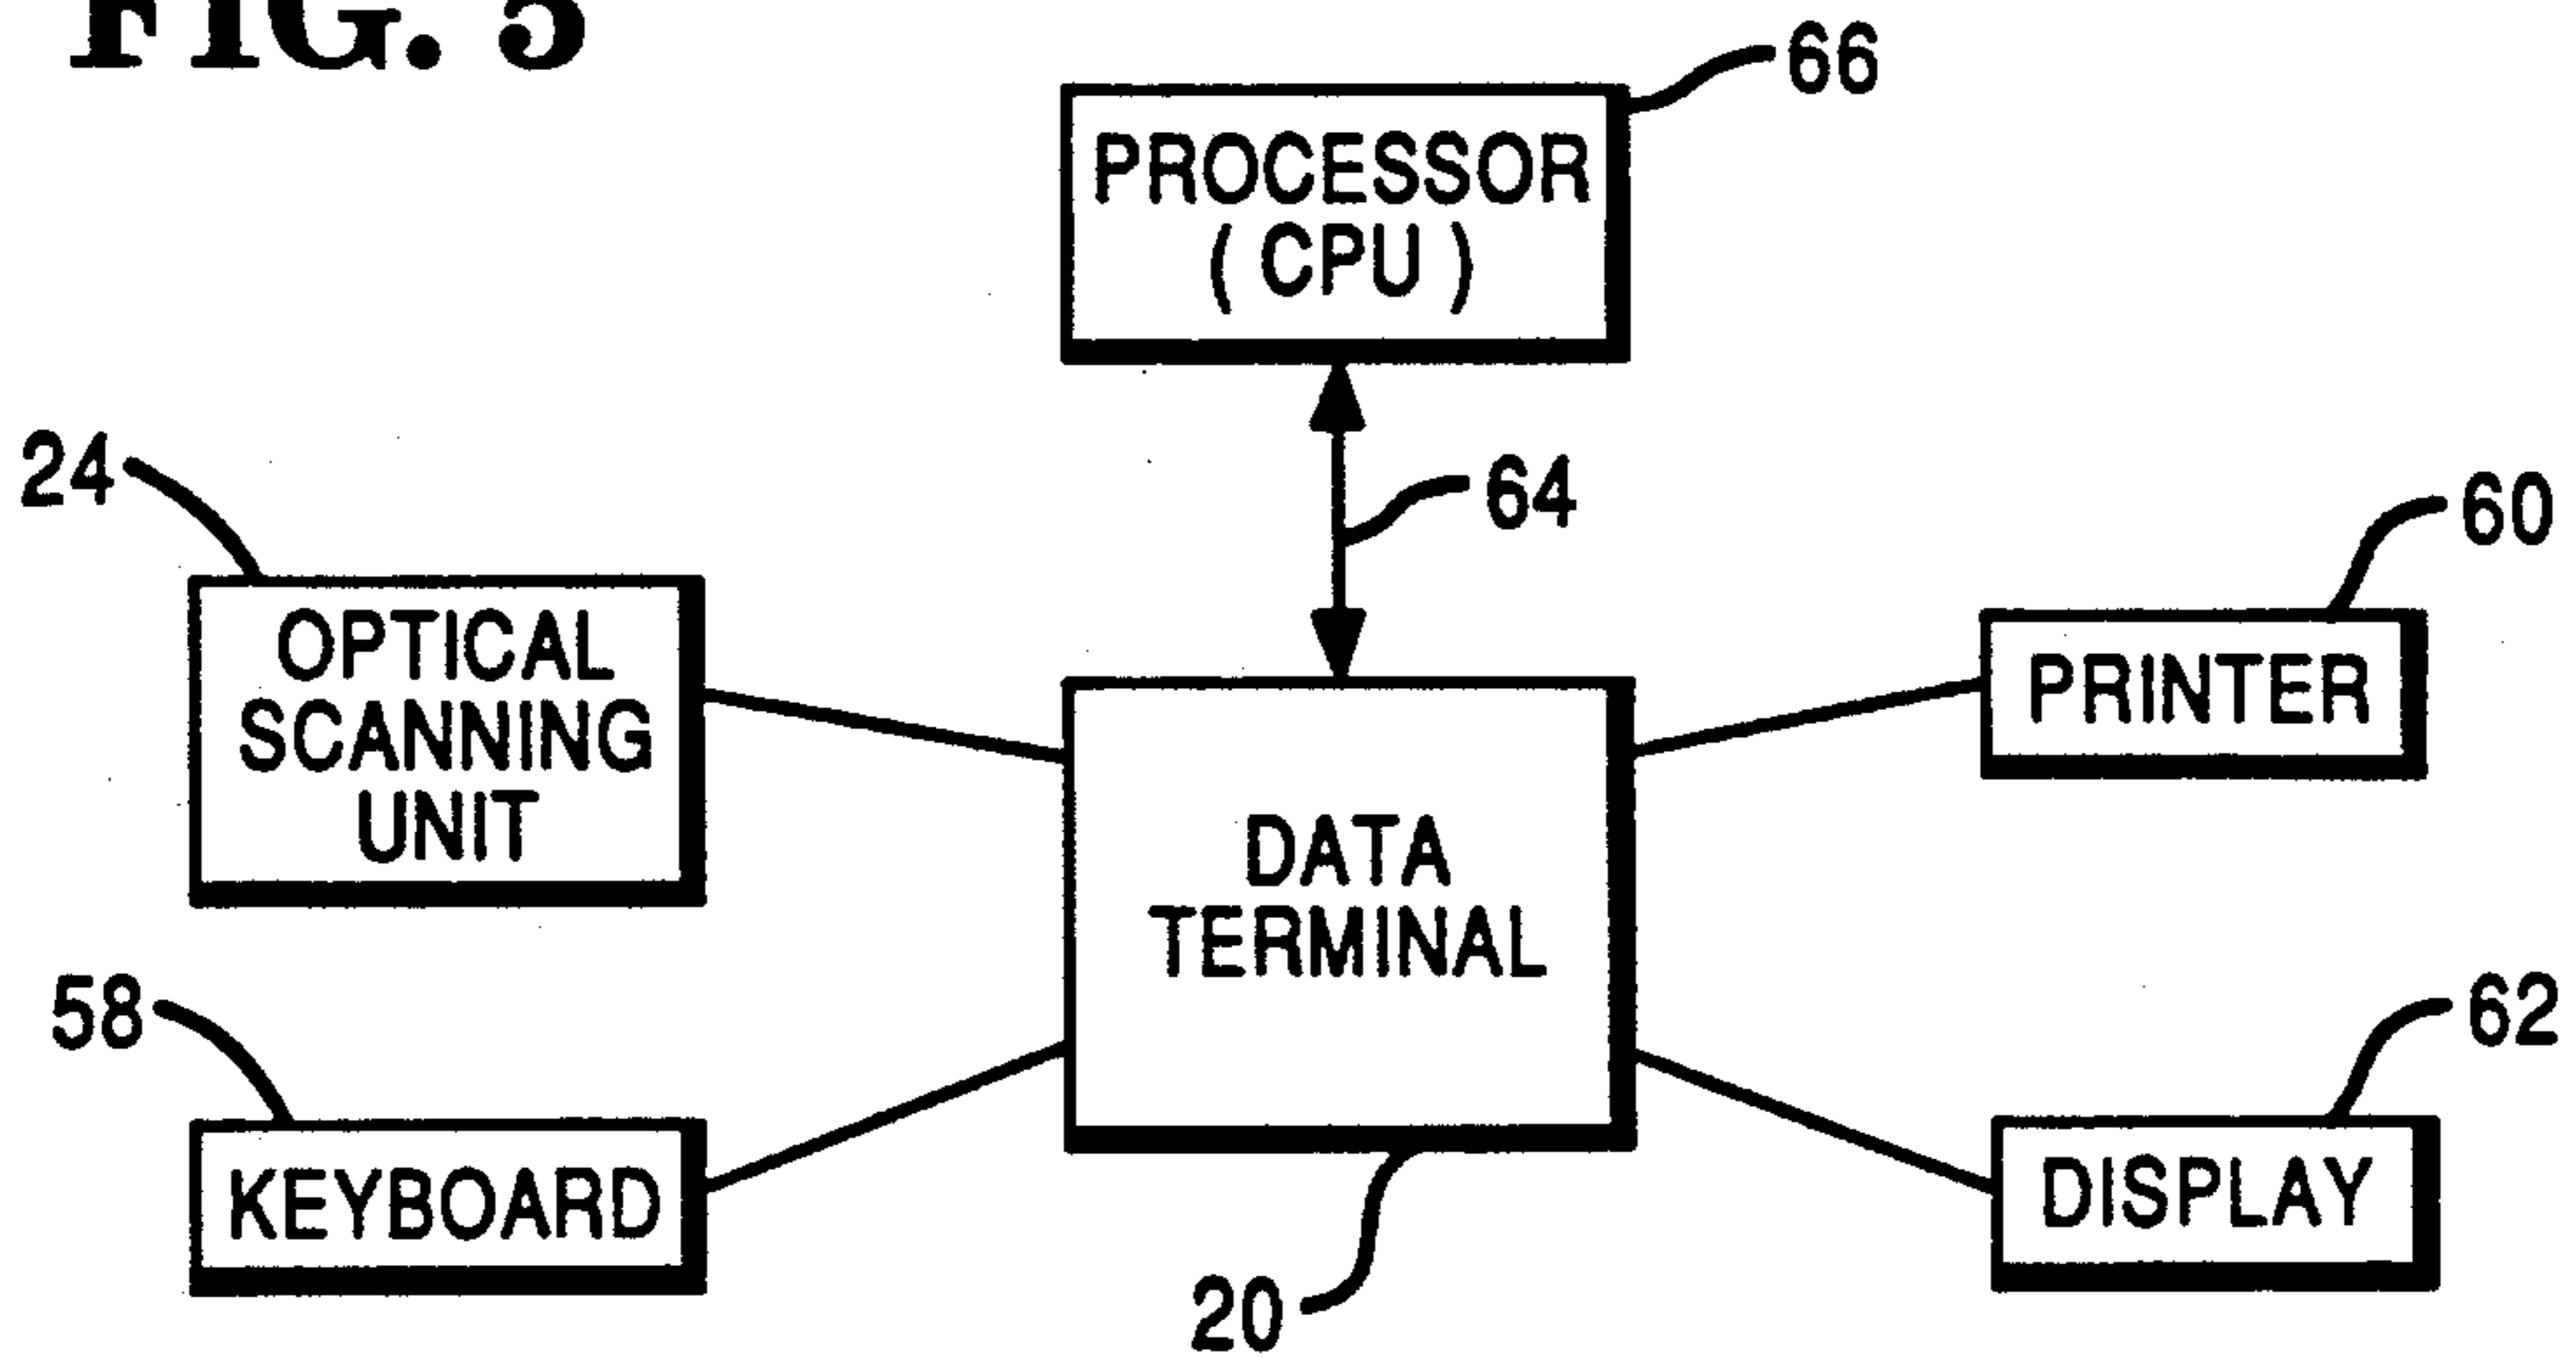 FIG. 5
66
PROCESSOR
( CPU )
24
64
60
OPTICAL
SCANNING
UNIT
PRINTER
DATA
TERMINAL
58
62
KEYBOARD
DISPLAY
20